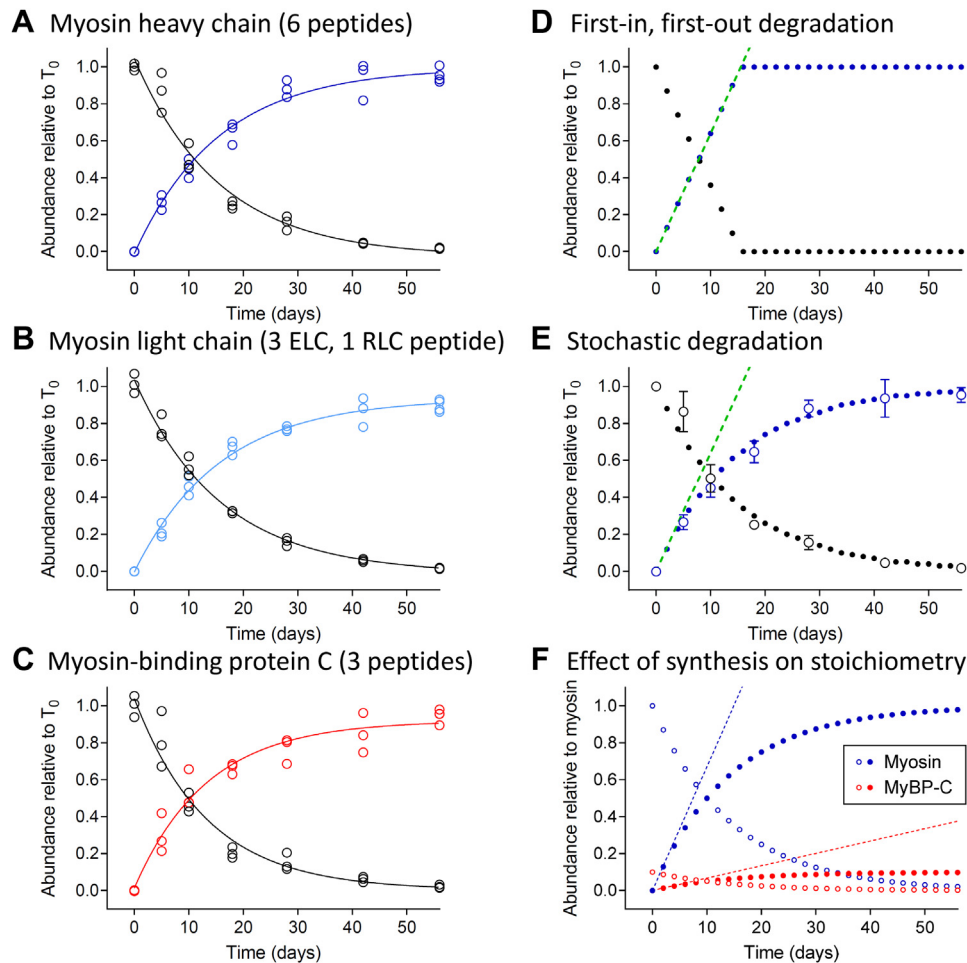 A Myosin heavy chain (6 peptides)
Abundance relative to T0
1.0
0.8
0.6
0.4
0.2
0.0
0 10 20 30 40 50
Time (days)
B Myosin light chain (3 ELC, 1 RLC peptide)
Abundance relative to T0
1.0
0.8
0.6
0.4
0.2
0.0
0 10 20 30 40 50
Time (days)
C Myosin-binding protein C (3 peptides)
Abundance relative to T0
1.0
0.8
0.6
0.4
0.2
0.0
0 10 20 30 40 50
Time (days)
D First-in, first-out degradation
Abundance relative to T0
1.0
0.8
0.6
0.4
0.2
0.0
0 10 20 30 40 50
Time (days)
E Stochastic degradation
Abundance relative to T0
1.0
0.8
0.6
0.4
0.2
0.0
0 10 20 30 40 50
Time (days)
F Effect of synthesis on stoichiometry
Abundance relative to myosin
1.0
0.8
0.6
0.4
0.2
0.0
Myosin
MyBP-C
0 10 20 30 40 50
Time (days)